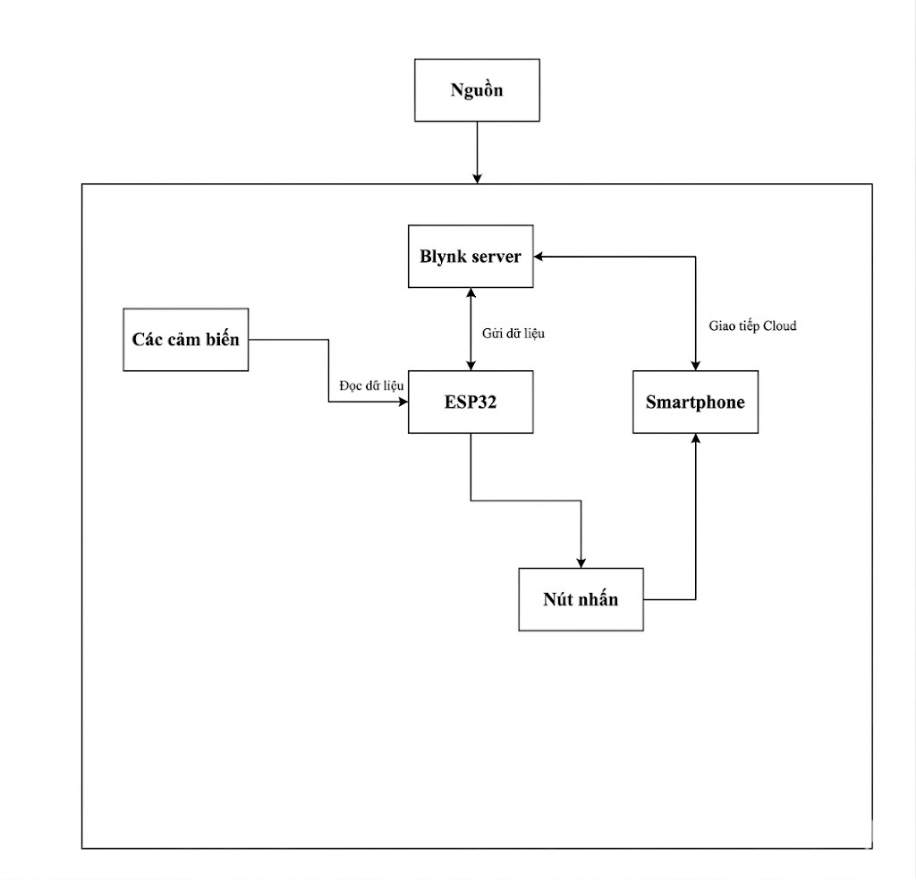 Nguồn
Blynk server
Các cảm biến
Gửi dữ liệu
Giao tiếp Cloud
Đọc dữ liệu
ESP32
Smartphone
Nút nhấn